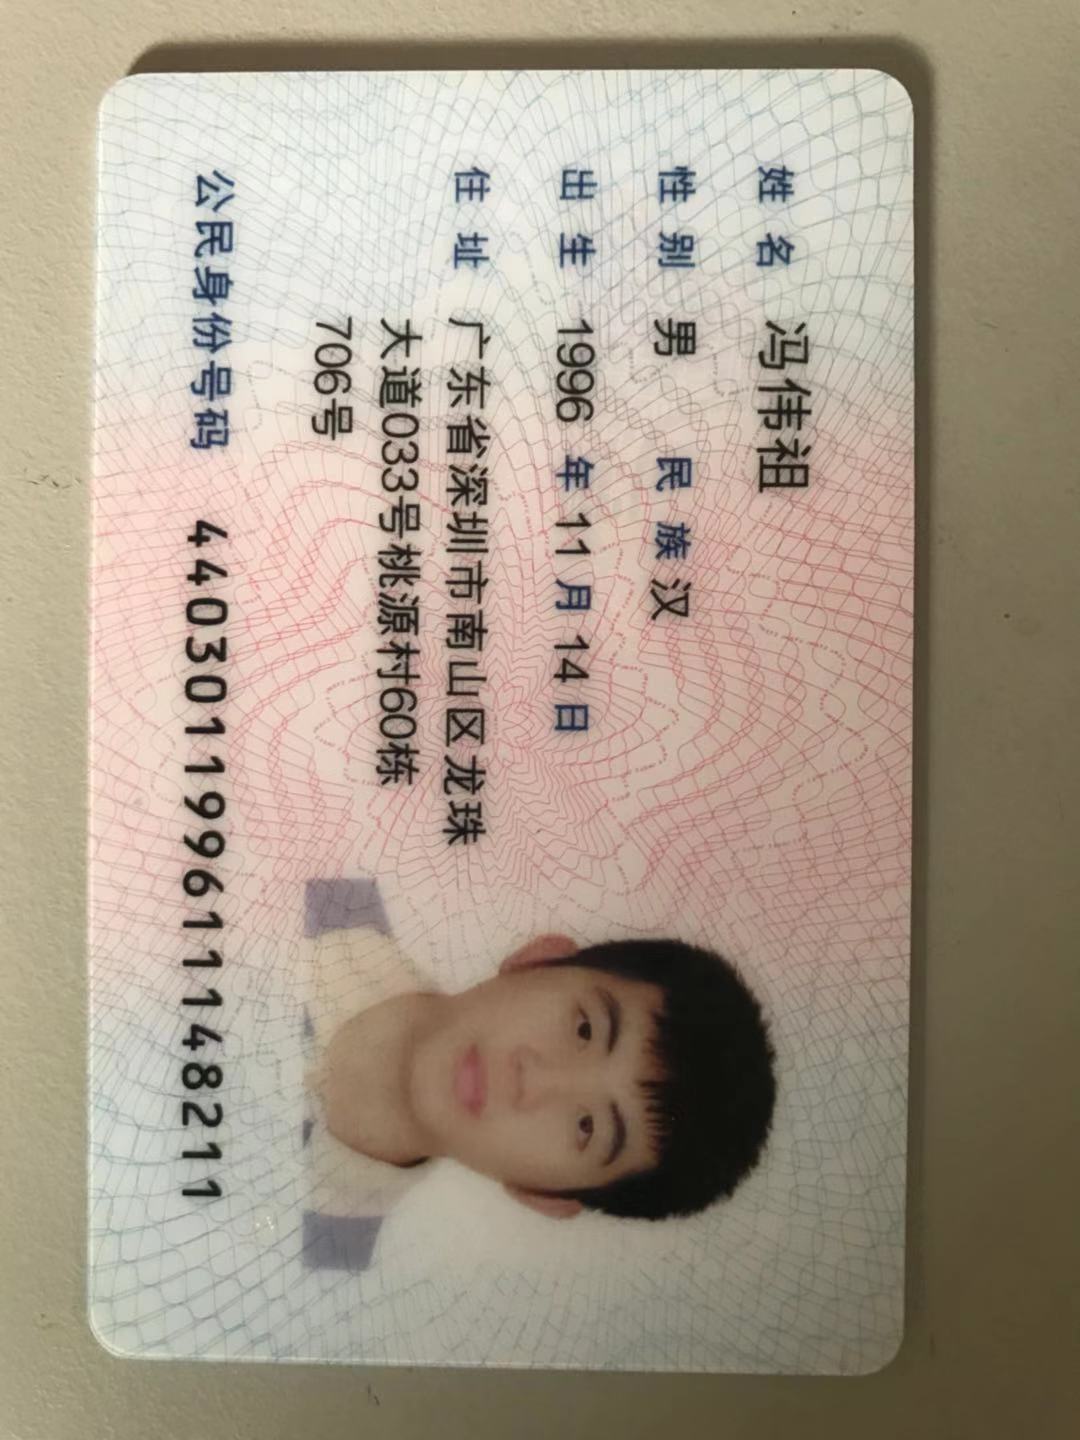 姓名 冯伟祖
性别 男 民族 汉
出生 1996 年 11 月 14 日
住址 广东省深圳市南山区龙珠
大道033号桃源村60栋
706号
公民身份号码 440301199611148211